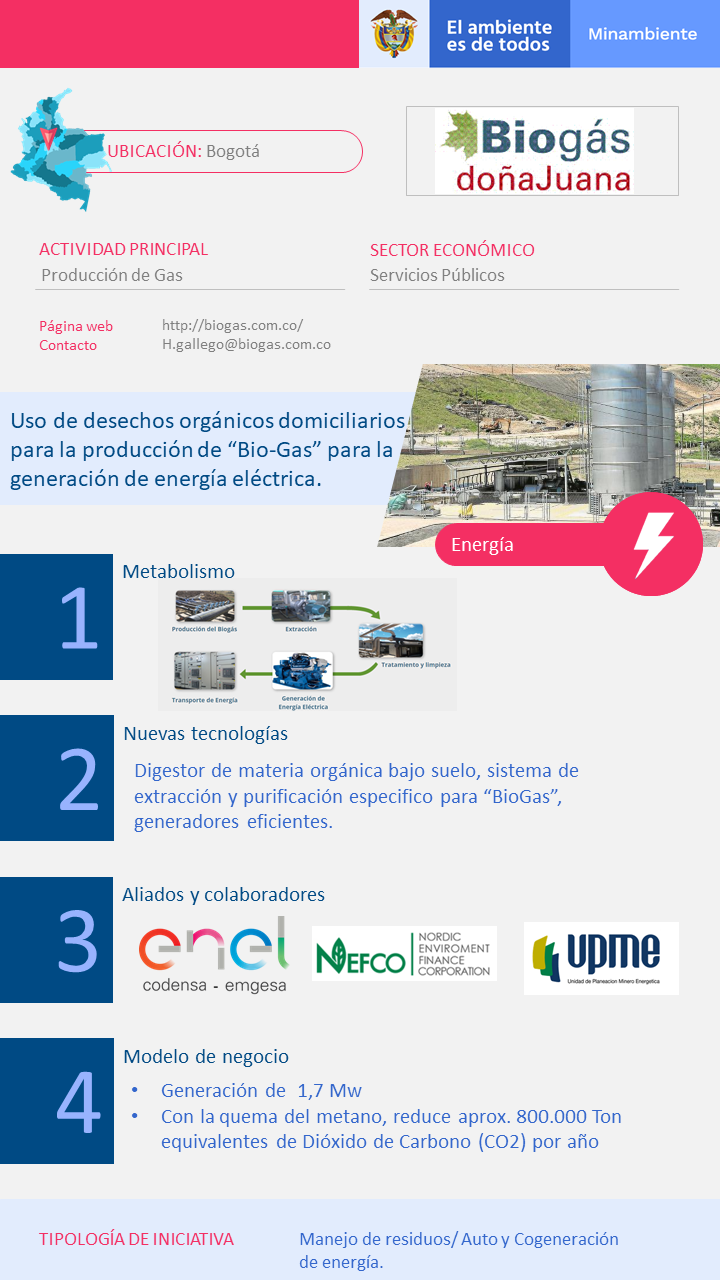 El ambiente
es de todos
Minambiente
UBICACIÓN: Bogotá
Biogás
doñaJuana
ACTIVIDAD PRINCIPAL
Producción de Gas
SECTOR ECONÓMICO
Servicios Públicos
Página web
http://biogas.com.co/
Contacto
H.gallego@biogas.com.co
Uso de desechos orgánicos domiciliarios
para la producción de “Bio-Gas” para la
generación de energía eléctrica.
Energía
1
Metabolismo
Producción del Biogás
Extracción
Tratamiento y limpieza
Transporte de Energía
Generación de
Energía Eléctrica
2
Nuevas tecnologías
Digestor de materia orgánica bajo suelo, sistema de
extracción y purificación especifico para “BioGas”,
generadores eficientes.
3
Aliados y colaboradores
enel
codensa - emgesa
NEFCO
NORDIC
ENVIROMENT
FINANCE
CORPORATION
upme
Unidad de Planeacion Minero Energetica
4
Modelo de negocio
• Generación de 1,7 Mw
• Con la quema del metano, reduce aprox. 800.000 Ton
equivalentes de Dióxido de Carbono (CO2) por año
TIPOLOGÍA DE INICIATIVA
Manejo de residuos/ Auto y Cogeneración
de energía.